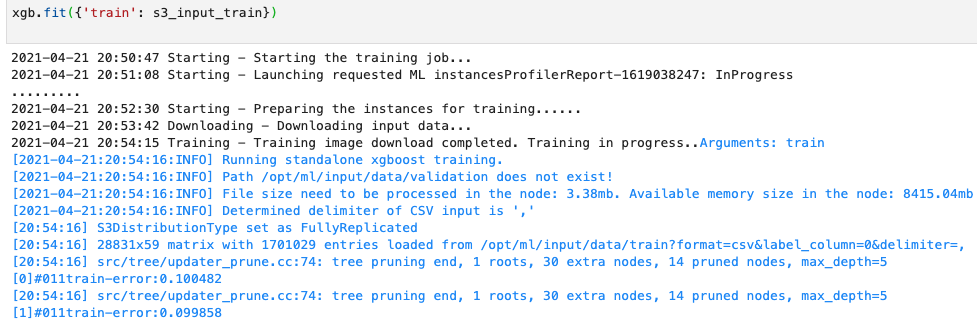 xgb.fit({'train': s3_input_train})
2021-04-21 20:50:47 Starting - Starting the training job...
2021-04-21 20:51:08 Starting - Launching requested ML instancesProfilerReport-1619038247: InProgress
.........
2021-04-21 20:52:30 Starting - Preparing the instances for training......
2021-04-21 20:53:42 Downloading - Downloading input data...
2021-04-21 20:54:15 Training - Training image download completed. Training in progress..Arguments: train
[2021-04-21:20:54:16:INFO] Running standalone xgboost training.
[2021-04-21:20:54:16:INFO] Path /opt/ml/input/data/validation does not exist!
[2021-04-21:20:54:16:INFO] File size need to be processed in the node: 3.38mb. Available memory size in the node: 8415.04mb
[2021-04-21:20:54:16:INFO] Determined delimiter of CSV input is ','
[20:54:16] S3DistributionType set as FullyReplicated
[20:54:16] 28831x59 matrix with 1701029 entries loaded from /opt/ml/input/data/train?format=csv&label_column=0&delimiter=,
[20:54:16] src/tree/updater_prune.cc:74: tree pruning end, 1 roots, 30 extra nodes, 14 pruned nodes, max_depth=5
[0]#011train-error:0.100482
[20:54:16] src/tree/updater_prune.cc:74: tree pruning end, 1 roots, 30 extra nodes, 14 pruned nodes, max_depth=5
[1]#011train-error:0.099858